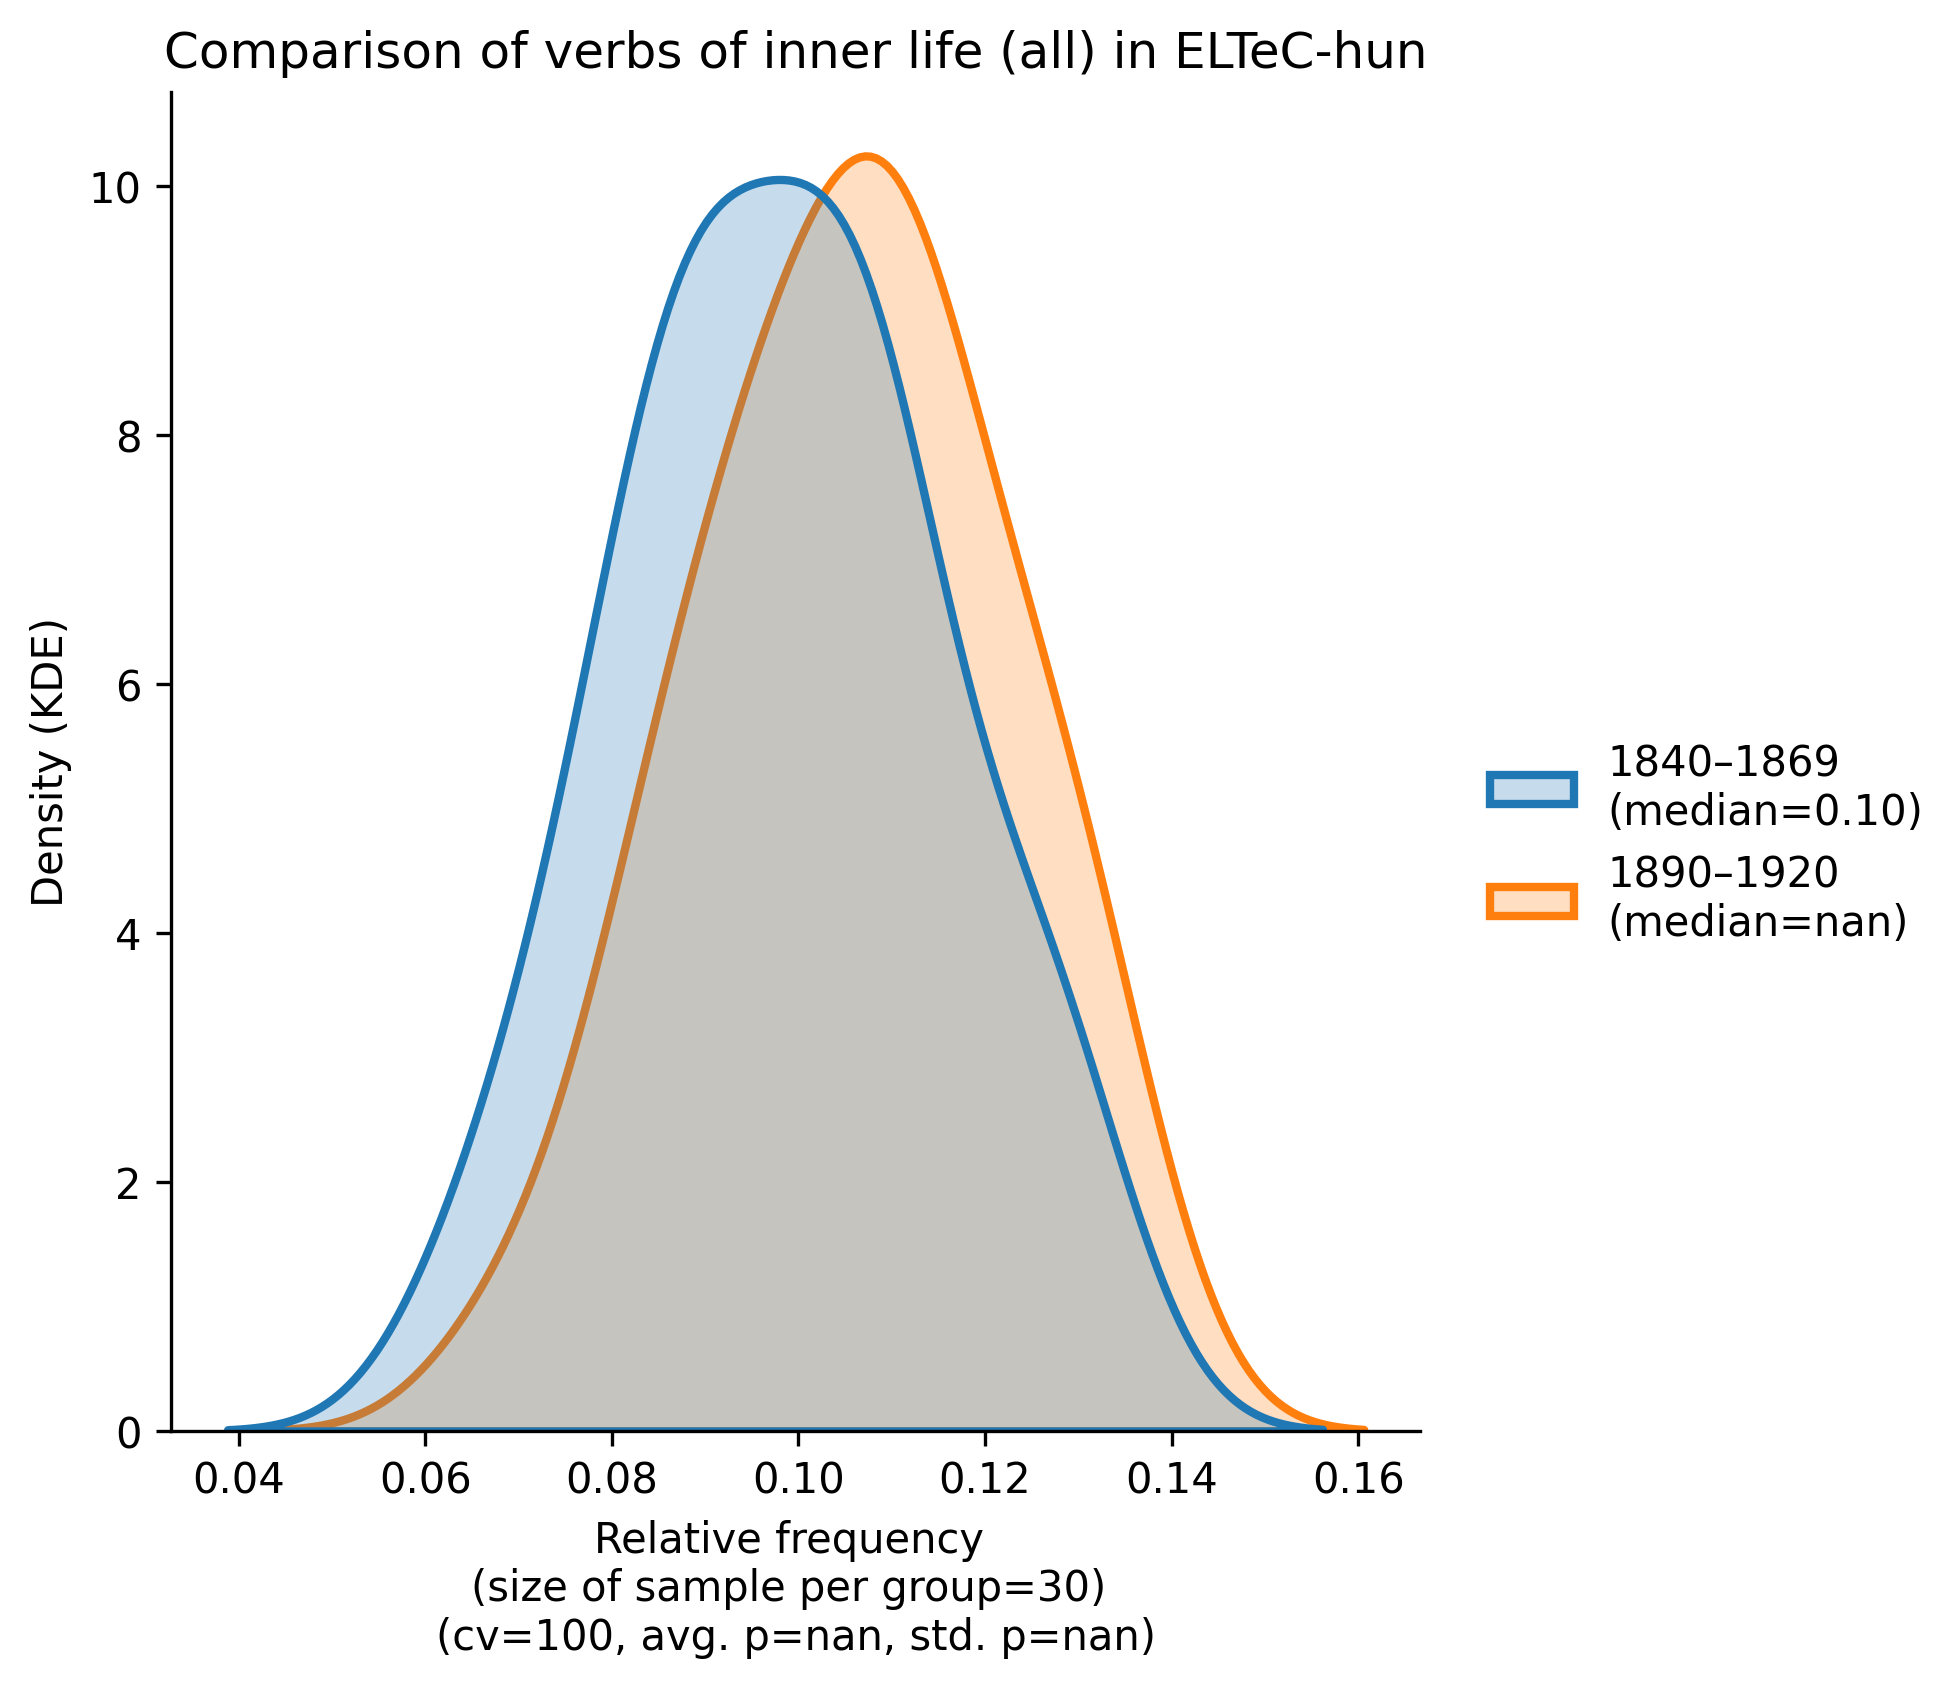 Comparison of verbs of inner life (all) in ELTeC-hun
Density (KDE)
10
8
6
4
2
0
0.04 0.06 0.08 0.10 0.12 0.14 0.16
Relative frequency
(size of sample per group=30)
(cv=100, avg. p=nan, std. p=nan)
1840–1869
(median=0.10)
1890–1920
(median=nan)